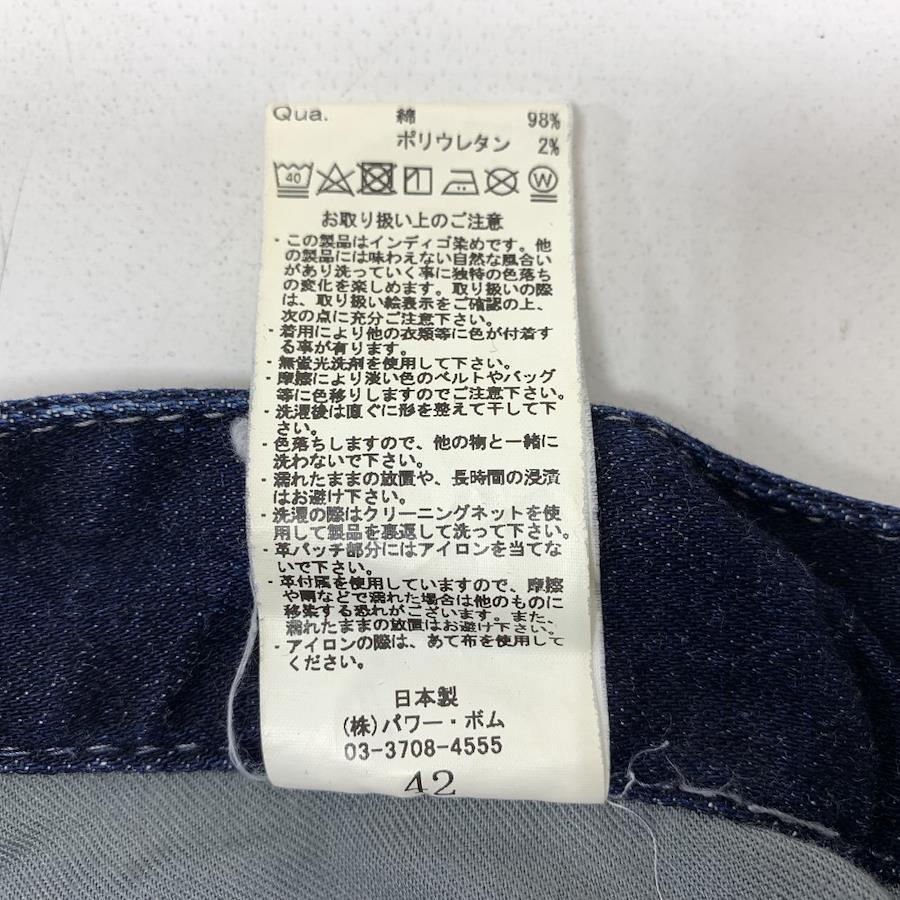 Qua. 綿 98%
ポリウレタン 2%
40 W
お取り扱い上のご注意
・この製品はインディゴ染めです。他
の製品には味わえない自然な風合い
があり洗っていく事に独特の色落ち
の変化を楽しめます。取り扱いの際
は、取り扱い絵表示をご確認の上、
次の点に充分ご注意下さい。
・着用により他の衣類等に色が付着す
る事が有ります。
・無蛍光洗剤を使用して下さい。
・摩擦により淡い色のベルトやバッグ
等に色移りしますのでご注意下さい。
・洗濯後は直ぐに形を整えて干して下
さい。
・色落ちしますので、他の物と一緒に
洗わないで下さい。
・濡れたままの放置や、長時間の浸漬
はお避け下さい。
・洗濯の際はクリーニングネットを使
用して製品を裏返して洗って下さい。
・革パッチ部分にはアイロンを当てな
いで下さい。
・革付属を使用していますので、摩擦
や雨などで濡れた場合は他のものに
移染する恐れがございます。また、
濡れたままの放置はお避け下さい。
・アイロンの際は、あて布を使用して
ください。
日本製
(株)パワー・ボム
03-3708-4555
42